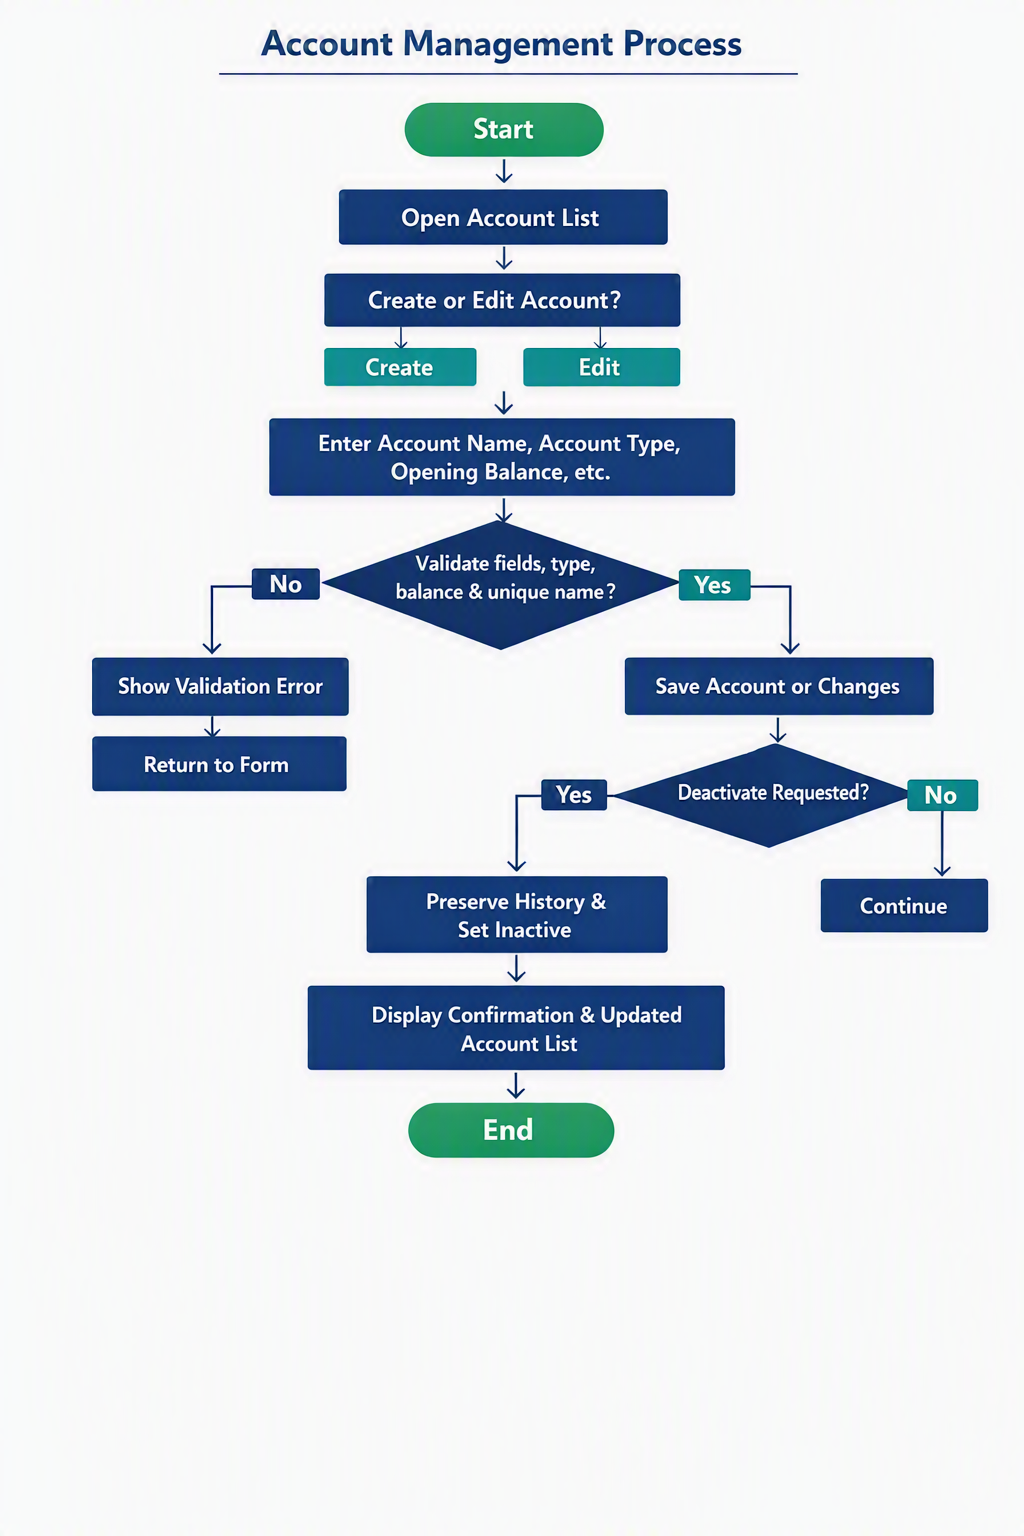 Account Management Process
Start
Open Account List
Create or Edit Account?
Create
Edit
Enter Account Name, Account Type,
Opening Balance, etc.
Validate fields, type,
balance & unique name?
No
Yes
Show Validation Error
Save Account or Changes
Return to Form
Deactivate Requested?
Yes
No
Preserve History &
Set Inactive
Continue
Display Confirmation & Updated
Account List
End